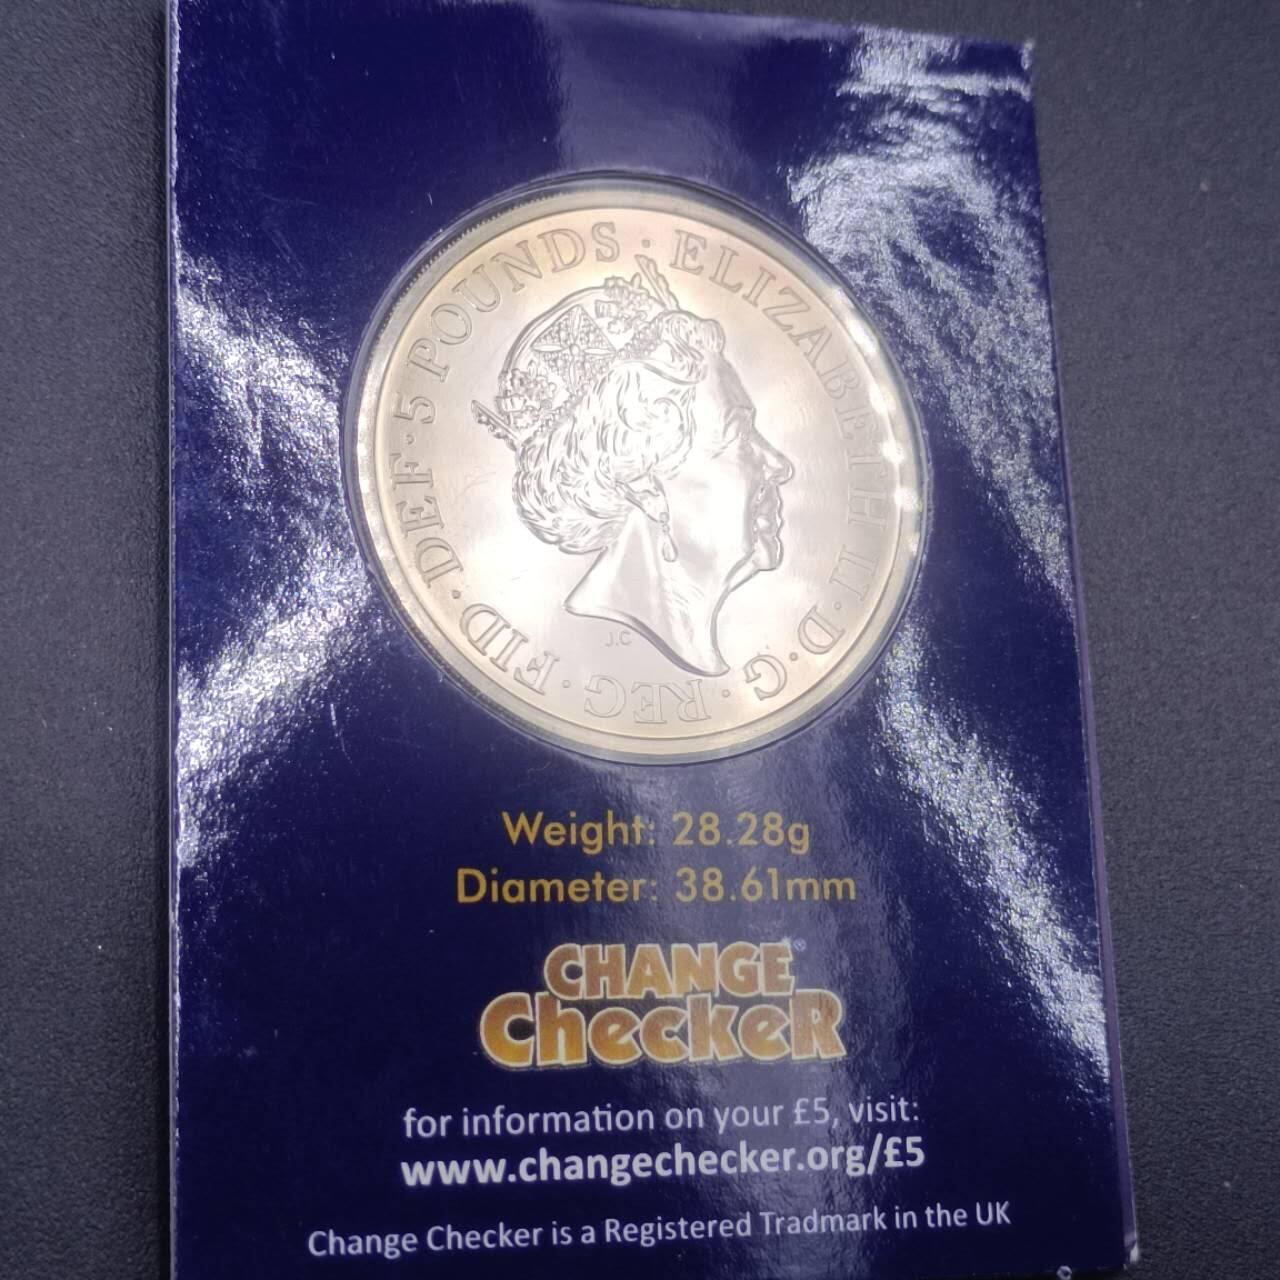 ELIZABETH II · D · G · REG · FID · DEF · 5 POUNDS ·
J.C
Weight: 28.28g
Diameter: 38.61mm
CHANGE
CheckeR®
for information on your £5, visit:
www.changechecker.org/£5
Change Checker is a Registered Tradmark in the UK